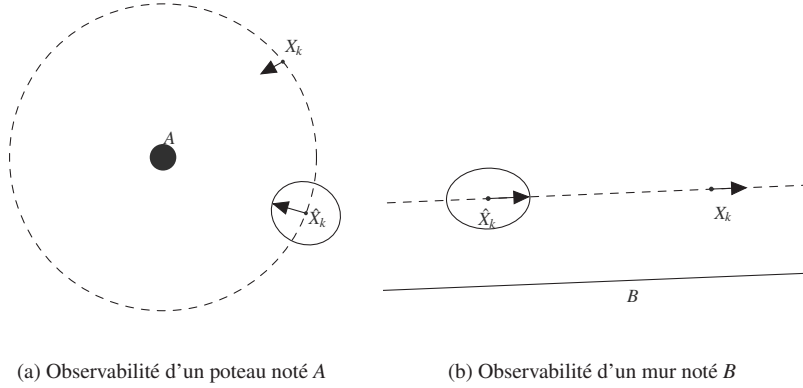 X_k
A
X̂_k
X̂_k
X_k
B
(a) Observabilité d'un poteau noté A
(b) Observabilité d'un mur noté B